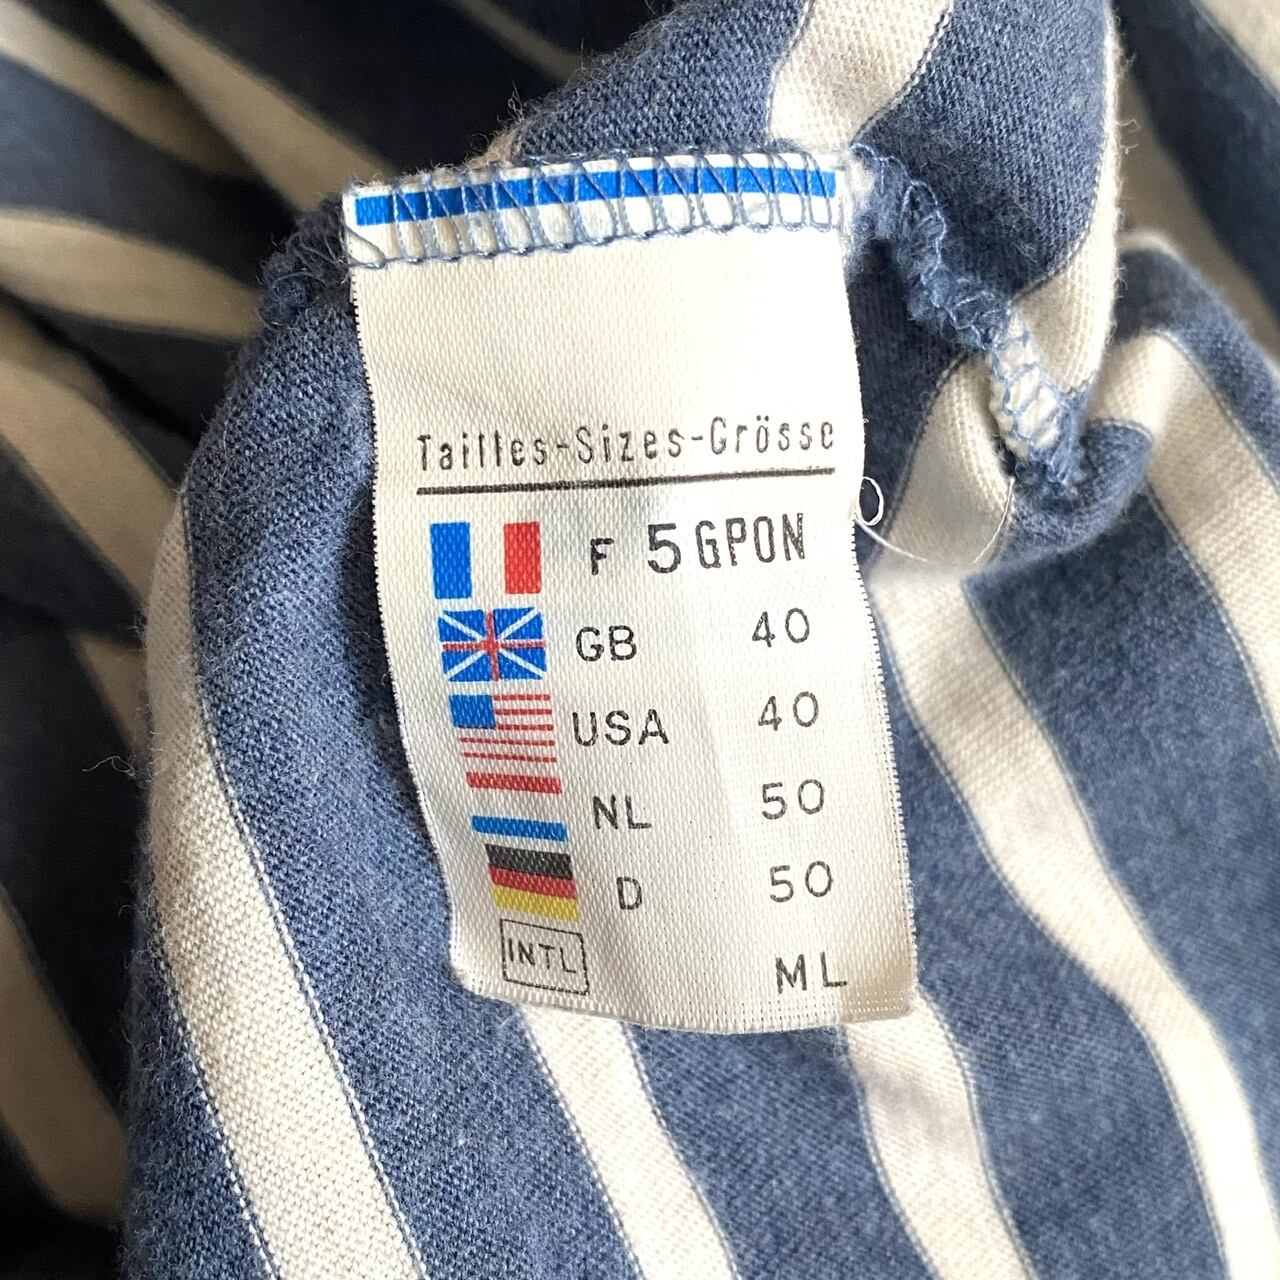 Tailles-Sizes-Grösse
F 5 GPON
GB 40
USA 40
NL 50
D 50
INTL ML